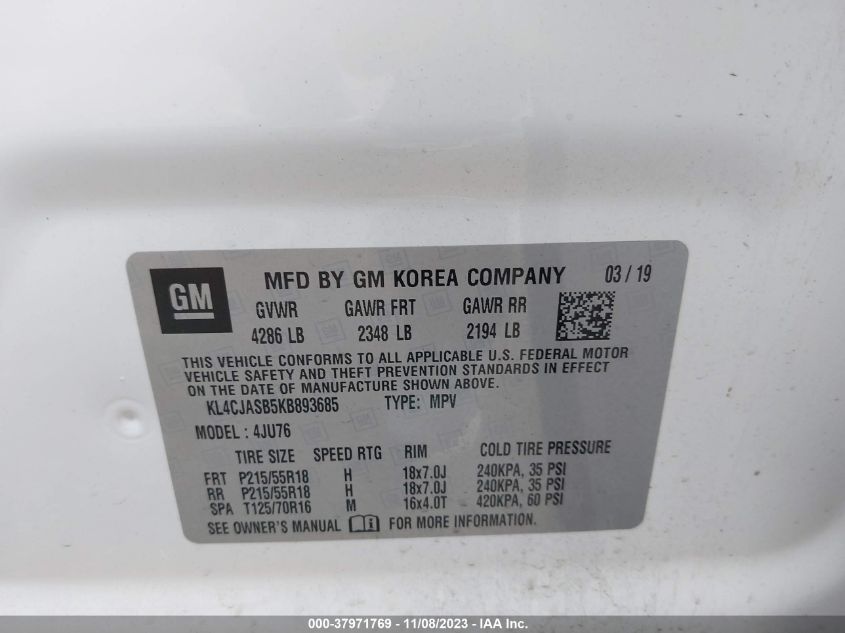 GM MFD BY GM KOREA COMPANY 03 / 19
GVWR GAWR FRT GAWR RR
4286 LB 2348 LB 2194 LB
THIS VEHICLE CONFORMS TO ALL APPLICABLE U.S. FEDERAL MOTOR
VEHICLE SAFETY AND THEFT PREVENTION STANDARDS IN EFFECT
ON THE DATE OF MANUFACTURE SHOWN ABOVE.
KL4CJASB5KB893685 TYPE: MPV
MODEL : 4JU76
TIRE SIZE SPEED RTG RIM COLD TIRE PRESSURE
FRT P215/55R18 H 18x7.0J 240KPA, 35 PSI
RR P215/55R18 H 18x7.0J 240KPA, 35 PSI
SPA T125/70R16 M 16x4.0T 420KPA, 60 PSI
SEE OWNER'S MANUAL FOR MORE INFORMATION.
000-37971769 - 11/08/2023 - IAA Inc.